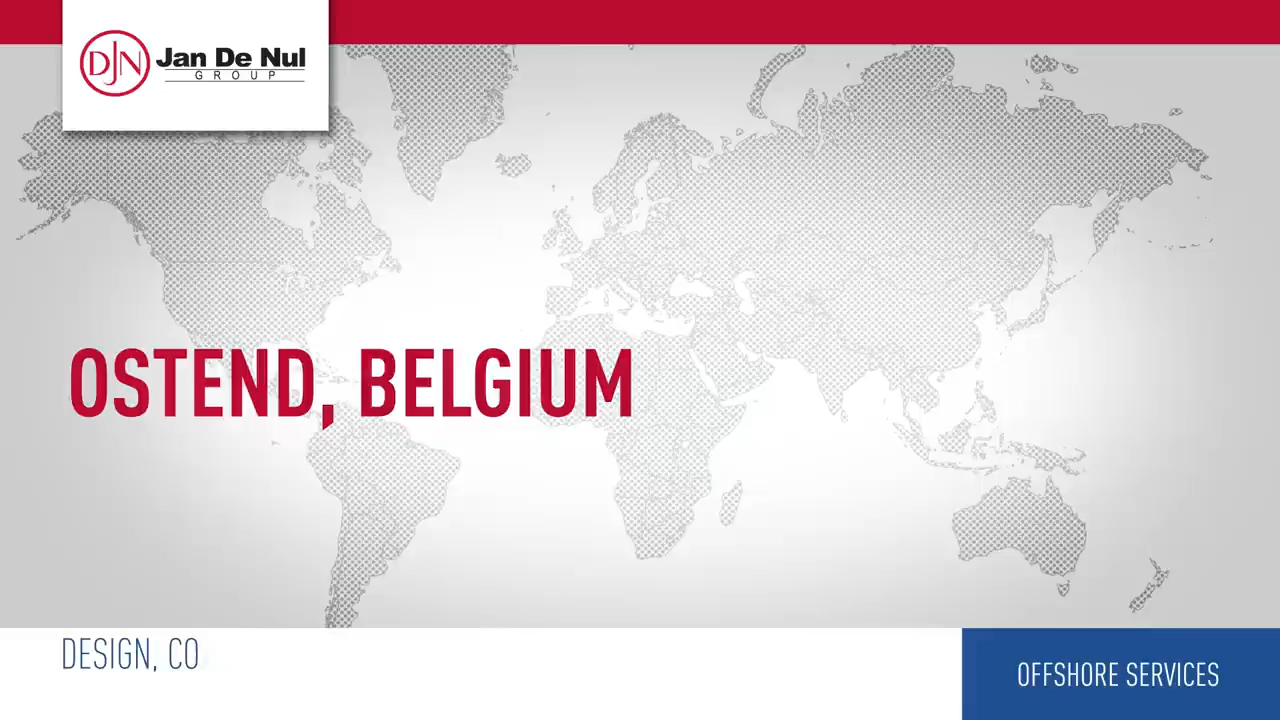 DJN
Jan De Nul
GROUP
OSTEND, BELGIUM
DESIGN, CO
OFFSHORE SERVICES